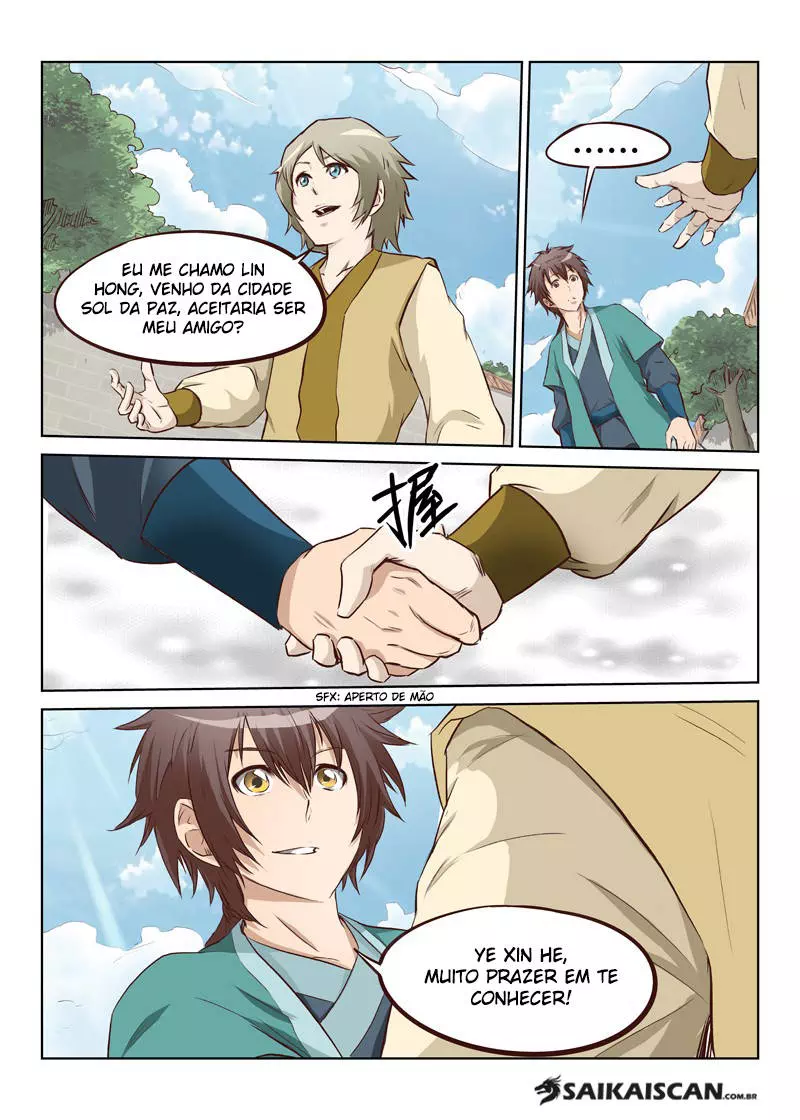 EU ME CHAMO LIN
HONG, VENHO DA CIDADE
SOL DA PAZ, ACEITARIA SER
MEU AMIGO?
......
握
SFX: APERTO DE MÃO
YE XIN HE,
MUITO PRAZER EM TE
CONHECER!
SAIKAISCAN.COM.BR